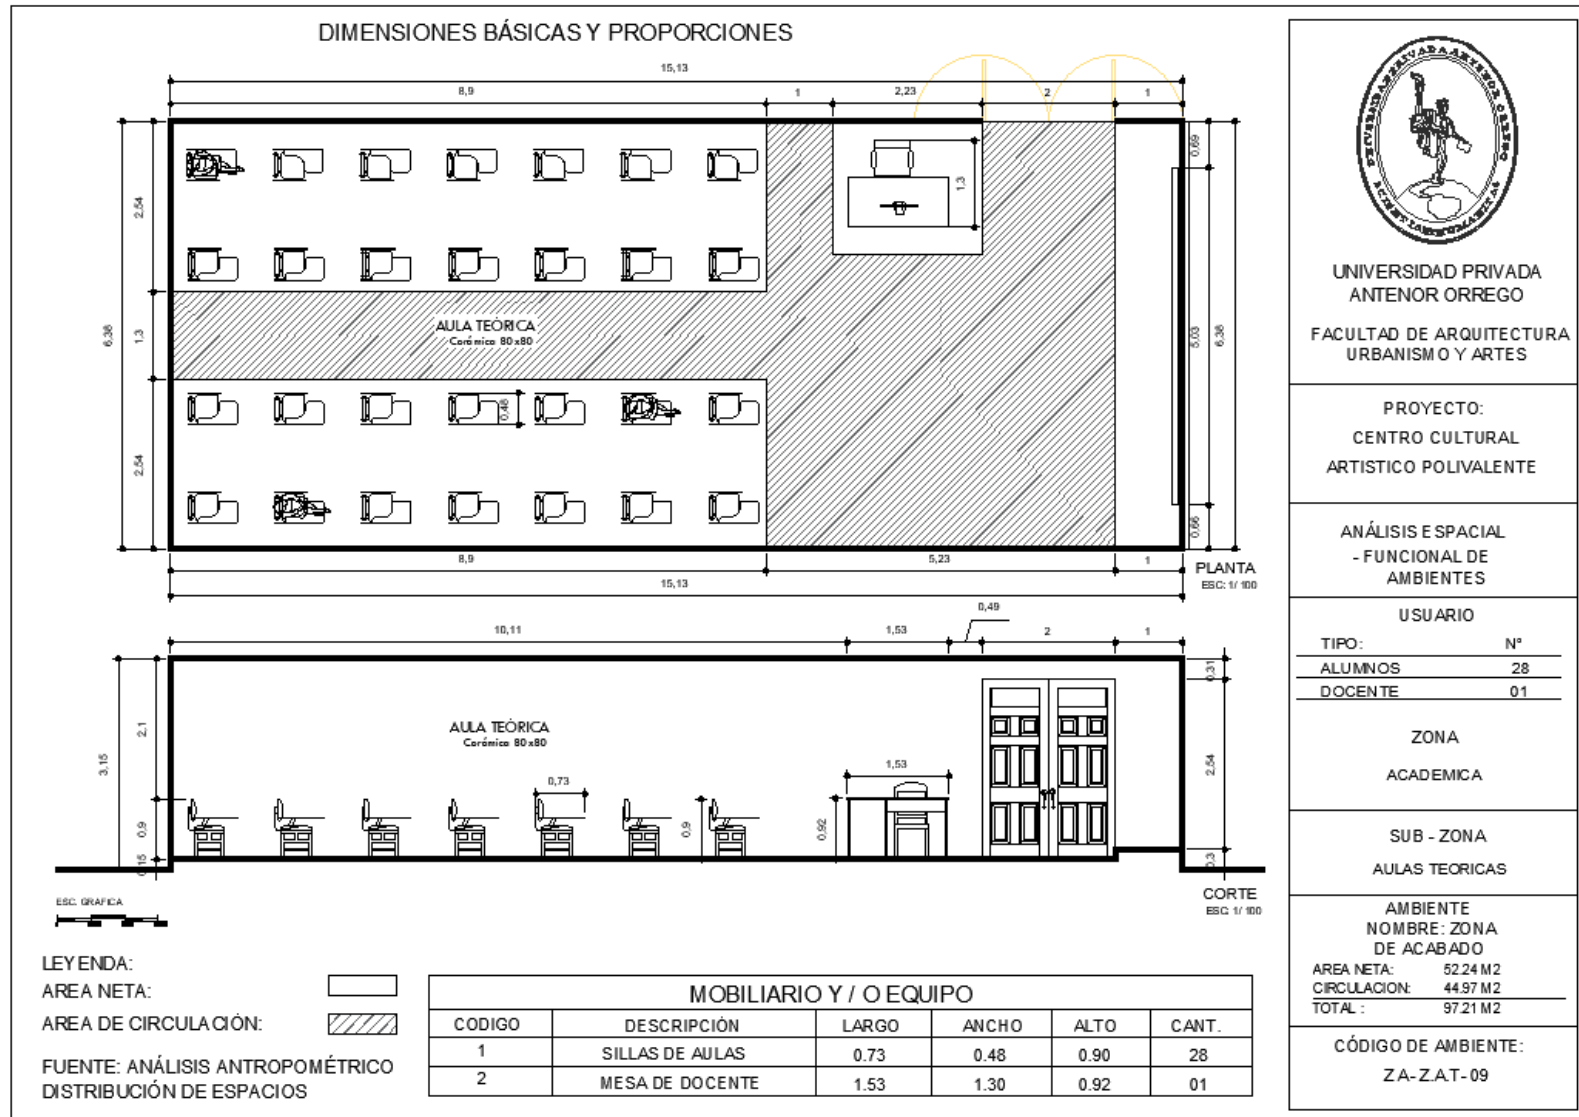 DIMENSIONES BÁSICAS Y PROPORCIONES
15,13
8,9
1
2,23
2
1
0,69
2,54
1,3
6,38
1,3
5,03
6,38
AULA TEÓRICA
Cerámico 80x80
0,48
2,54
0,66
8,9
5,23
1
15,13
PLANTA
ESC: 1/ 100
0,49
10,11
1,53
2
1
0,31
AULA TEÓRICA
Cerámico 80x80
2,1
3,15
2,54
1,53
0,73
0,9
0,9
0,92
0,15
0,3
CORTE
ESC: 1/ 100
ESC. GRAFICA
LEYENDA:
AREA NETA:
AREA DE CIRCULACIÓN:
FUENTE: ANÁLISIS ANTROPOMÉTRICO
DISTRIBUCIÓN DE ESPACIOS
MOBILIARIO Y / O EQUIPO
CODIGO DESCRIPCIÓN LARGO ANCHO ALTO CANT.
1 SILLAS DE AULAS 0.73 0.48 0.90 28
2 MESA DE DOCENTE 1.53 1.30 0.92 01
UNIVERSIDAD PRIVADA
ANTENOR ORREGO
FACULTAD DE ARQUITECTURA
URBANISMO Y ARTES
PROYECTO:
CENTRO CULTURAL
ARTISTICO POLIVALENTE
ANÁLISIS ESPACIAL
- FUNCIONAL DE
AMBIENTES
USUARIO
TIPO: N°
ALUMNOS 28
DOCENTE 01
ZONA
ACADEMICA
SUB - ZONA
AULAS TEORICAS
AMBIENTE
NOMBRE: ZONA
DE ACABADO
AREA NETA: 52.24 M2
CIRCULACION: 44.97 M2
TOTAL : 97.21 M2
CÓDIGO DE AMBIENTE:
ZA-Z.A.T-09